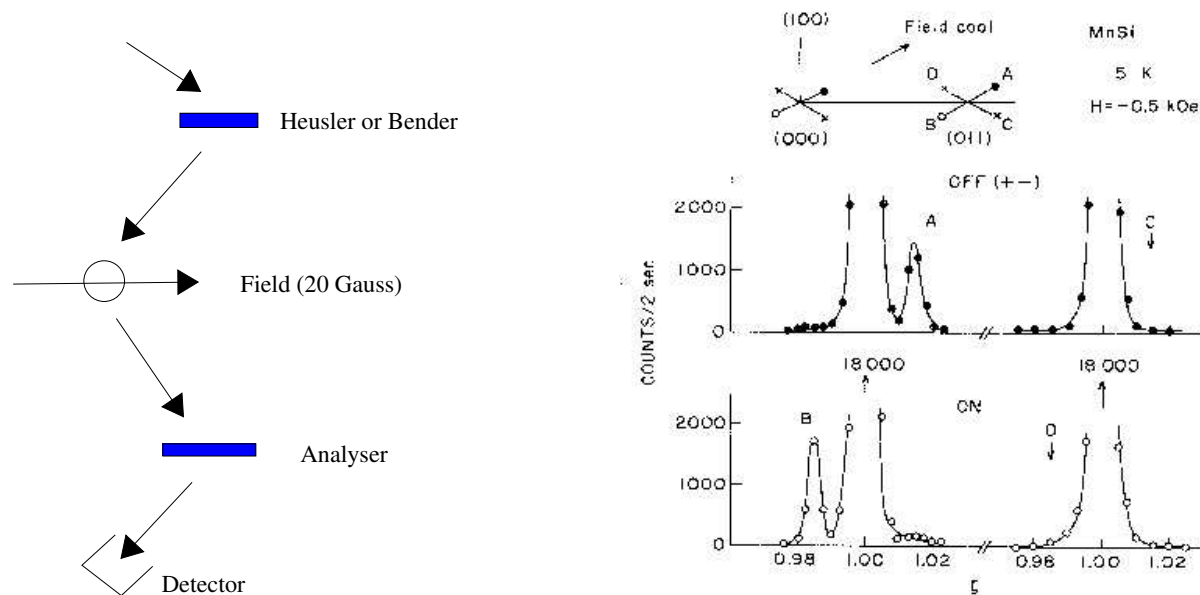 Heusler or Bender
Field (20 Gauss)
Analyser
Detector
(100)
Field cool
MnSi
5 K
H=-0.5 kOe
D
A
B
C
(000)
(011)
OFF (+-)
2000
1000
0
A
C
COUNTS/2 sec.
18 000
18 000
ON
2000
1000
0
B
D
0.98
1.00
1.02
0.98
1.00
1.02
ζ